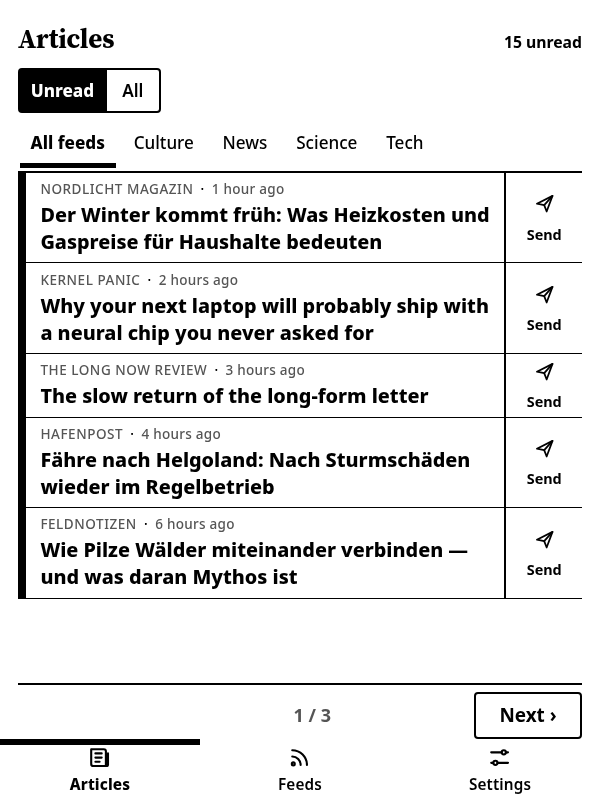 Articles
15 unread
Unread
All
All feeds
Culture
News
Science
Tech
NORDLICHT MAGAZIN · 1 hour ago
Der Winter kommt früh: Was Heizkosten und
Gaspreise für Haushalte bedeuten
Send
KERNEL PANIC · 2 hours ago
Why your next laptop will probably ship with
a neural chip you never asked for
Send
THE LONG NOW REVIEW · 3 hours ago
The slow return of the long-form letter
Send
HAFENPOST · 4 hours ago
Fähre nach Helgoland: Nach Sturmschäden
wieder im Regelbetrieb
Send
FELDNOTIZEN · 6 hours ago
Wie Pilze Wälder miteinander verbinden —
und was daran Mythos ist
Send
1 / 3
Next ›
Articles
Feeds
Settings